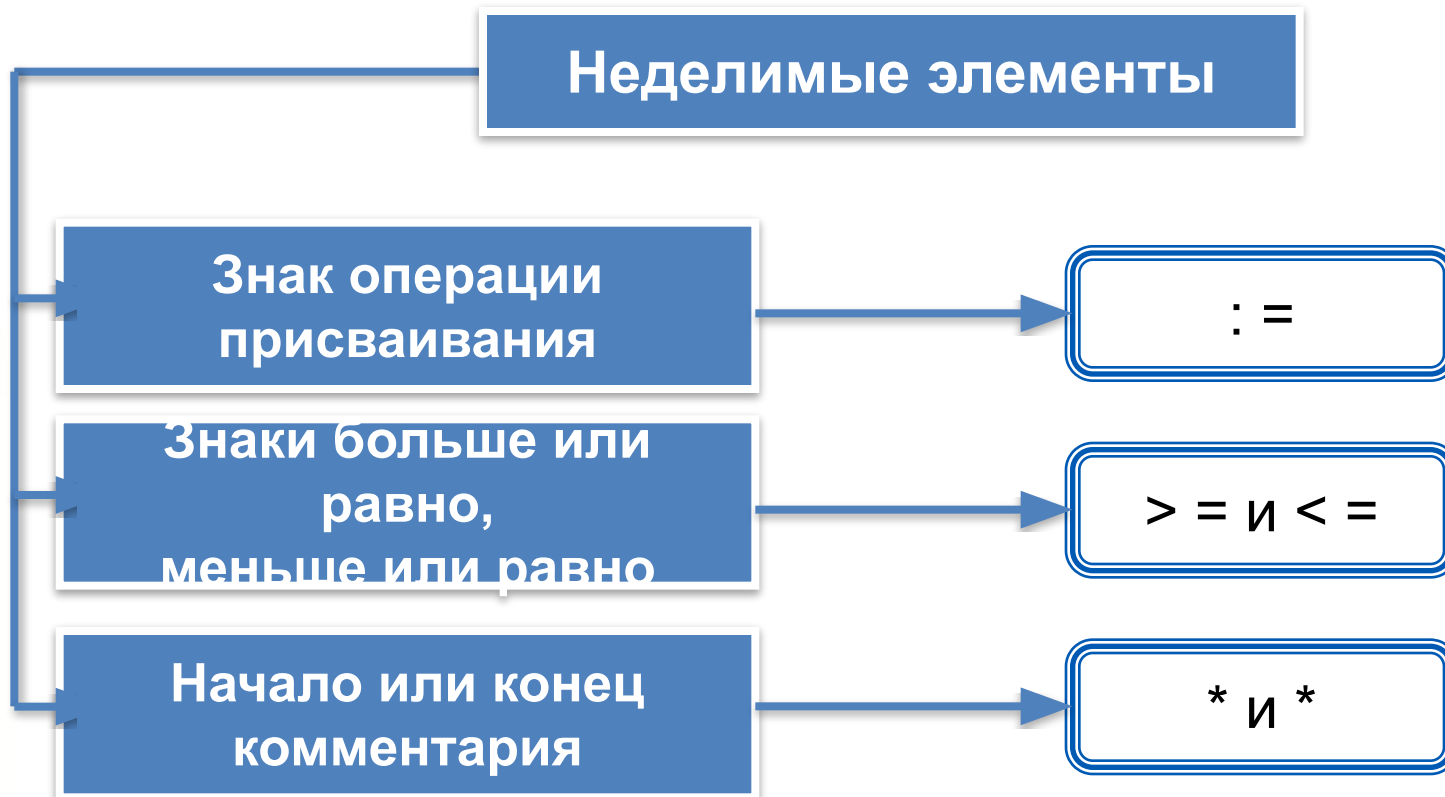 Неделимые элементы
Знак операции
присваивания
: =
Знаки больше или
равно,
меньше или равно
> = и < =
Начало или конец
комментария
* и *